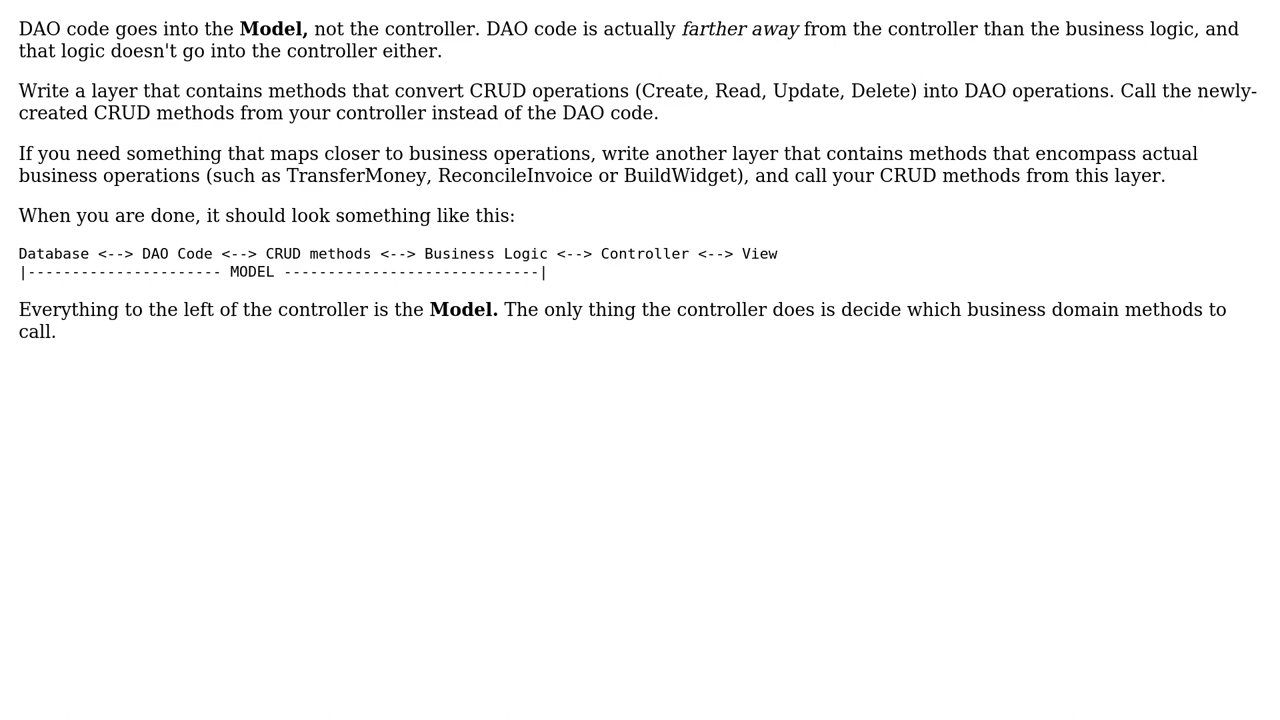 DAO code goes into the Model, not the controller. DAO code is actually farther away from the controller than the business logic, and
that logic doesn't go into the controller either.
Write a layer that contains methods that convert CRUD operations (Create, Read, Update, Delete) into DAO operations. Call the newly-
created CRUD methods from your controller instead of the DAO code.
If you need something that maps closer to business operations, write another layer that contains methods that encompass actual
business operations (such as TransferMoney, ReconcileInvoice or BuildWidget), and call your CRUD methods from this layer.
When you are done, it should look something like this:
Database <--> DAO Code <--> CRUD methods <--> Business Logic <--> Controller <--> View
|---------------------- MODEL -----------------------------|
Everything to the left of the controller is the Model. The only thing the controller does is decide which business domain methods to
call.